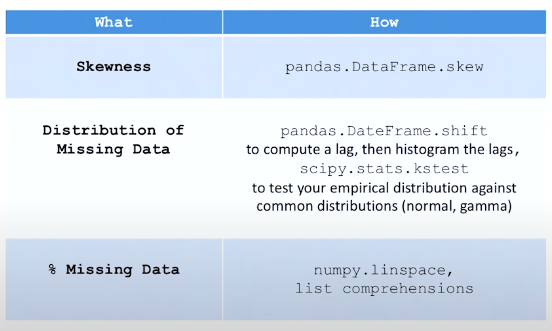 What
How
Skewness
pandas.DataFrame.skew
Distribution of
Missing Data
pandas.DateFrame.shift
to compute a lag, then histogram the lags,
scipy.stats.kstest
to test your empirical distribution against
common distributions (normal, gamma)
% Missing Data
numpy.linspace,
list comprehensions